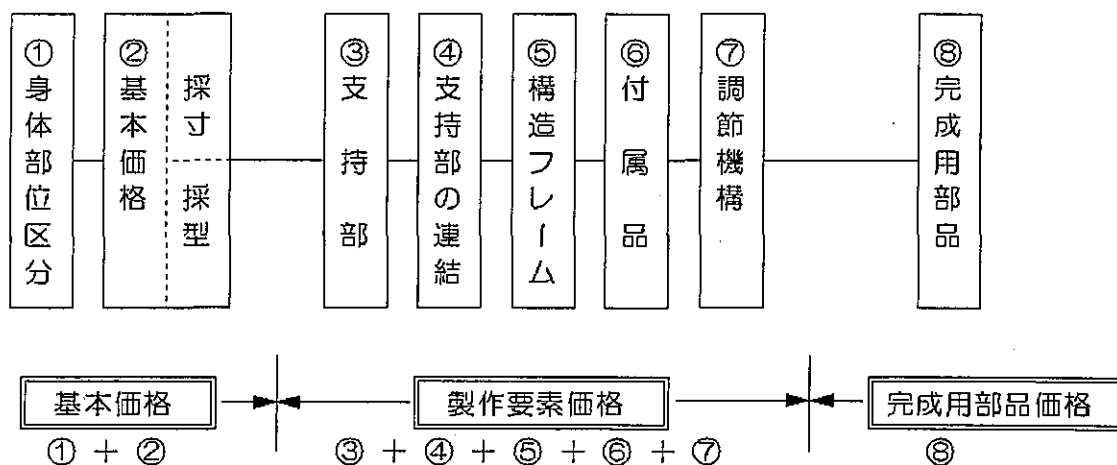 ①身体部位区分
②基本価格
採寸
採型
③支持部
④支持部の連結
⑤構造フレーム
⑥付属品
⑦調節機構
⑧完成用部品
基本価格
製作要素価格
完成用部品価格
①+②
③+④+⑤+⑥+⑦
⑧